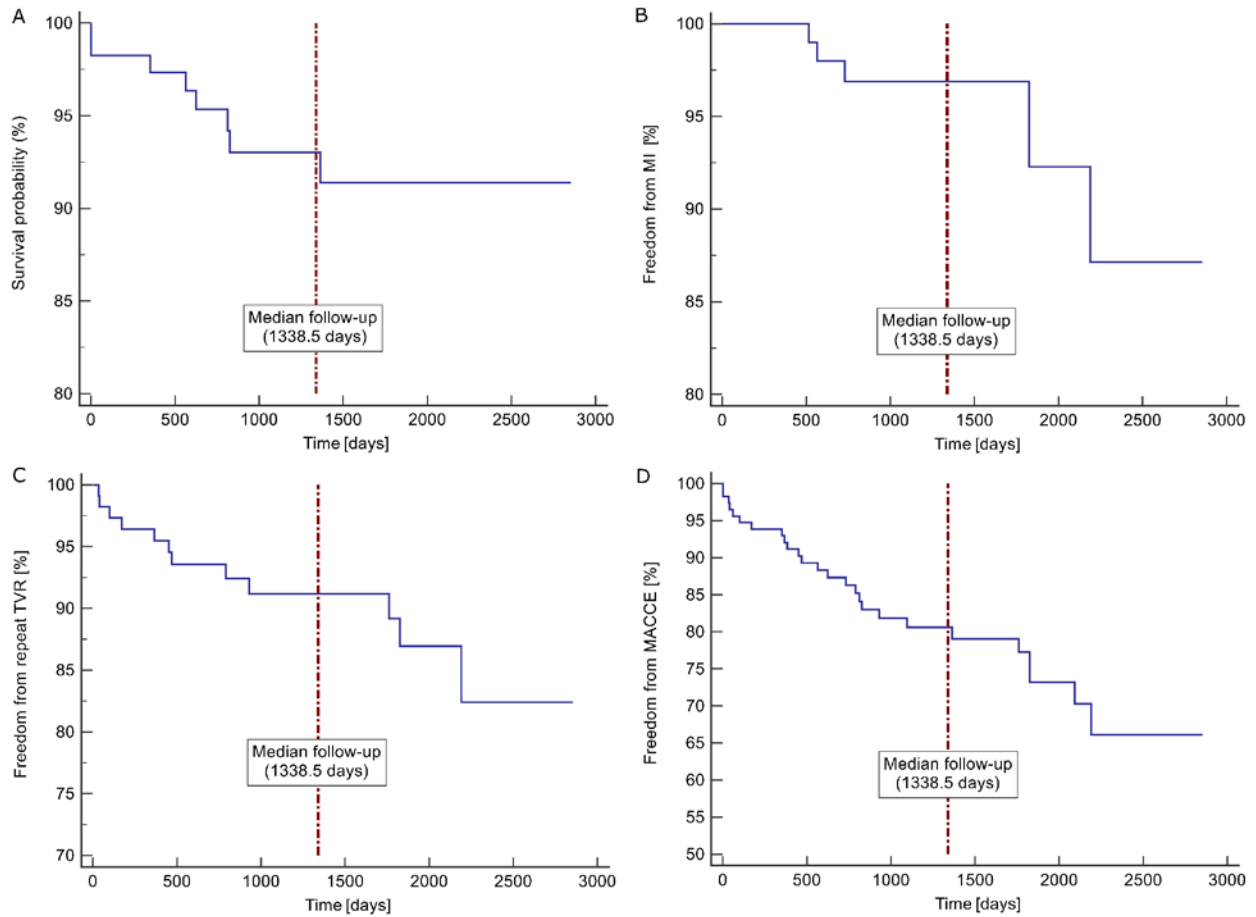 A
100
95
90
85
80
Survival probability (%)
Median follow-up
(1338.5 days)
0 500 1000 1500 2000 2500 3000
Time [days]
B
100
95
90
85
80
Freedom from MI [%]
Median follow-up
(1338.5 days)
0 500 1000 1500 2000 2500 3000
Time [days]
C
100
95
90
85
80
75
70
Freedom from repeat TVR [%]
Median follow-up
(1338.5 days)
0 500 1000 1500 2000 2500 3000
Time [days]
D
100
95
90
85
80
75
70
65
60
55
50
Freedom from MACCE [%]
Median follow-up
(1338.5 days)
0 500 1000 1500 2000 2500 3000
Time [days]